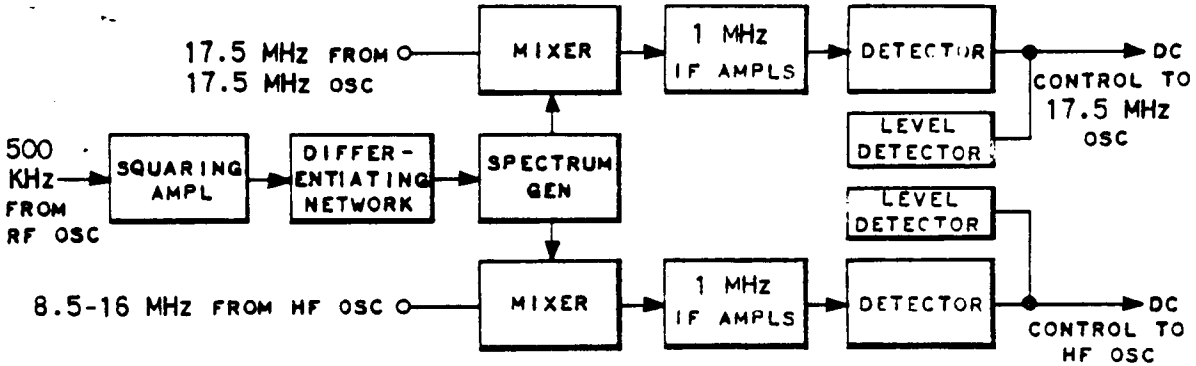 17.5 MHz FROM
17.5 MHz OSC
MIXER
1 MHz
IF AMPLS
DETECTOR
DC
CONTROL TO
17.5 MHz
OSC
LEVEL
DETECTOR
500
KHz
FROM
RF OSC
SQUARING
AMPL
DIFFER-
ENTIATING
NETWORK
SPECTRUM
GEN
LEVEL
DETECTOR
8.5-16 MHz FROM HF OSC
MIXER
1 MHz
IF AMPLS
DETECTOR
DC
CONTROL TO
HF OSC